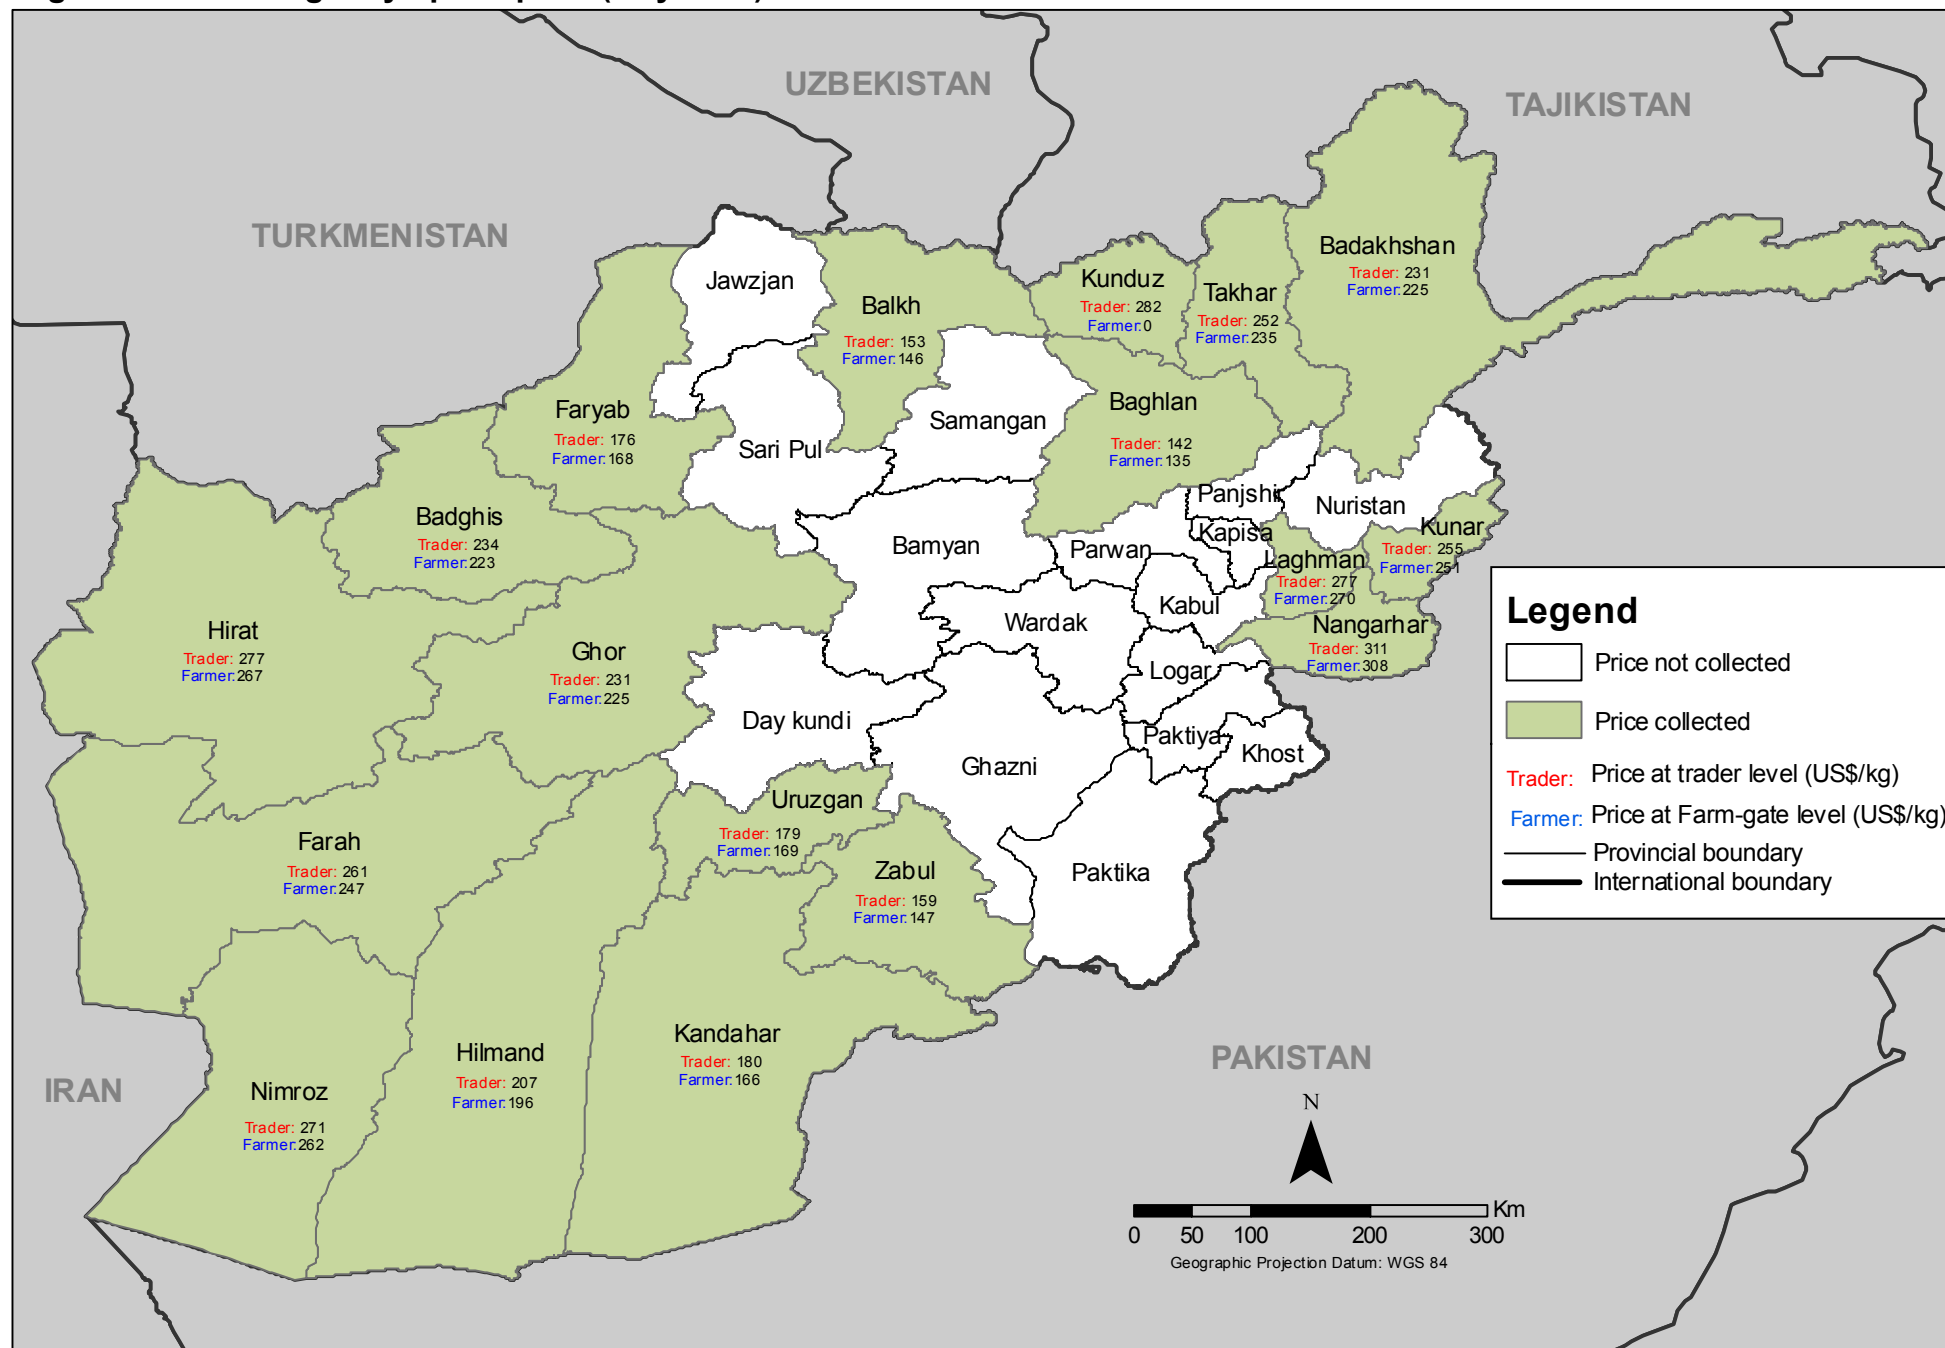 UZBEKISTAN
TAJIKISTAN
TURKMENISTAN
Badakhshan
Trader: 231
Farmer:225
Jawzjan
Kunduz
Trader: 282
Farmer:0
Takhar
Trader: 252
Farmer:235
Balkh
Trader: 153
Farmer:146
Faryab
Trader: 176
Farmer:168
Sari Pul
Samangan
Baghlan
Trader: 142
Farmer:135
Badghis
Trader: 234
Farmer:223
Panjshir
Nuristan
Kapisa
Kunar
Trader: 255
Farmer:251
Bamyan
Parwan
Laghman
Trader: 277
Farmer:270
Kabul
Wardak
Nangarhar
Trader: 311
Farmer:308
Hirat
Trader: 277
Farmer:267
Ghor
Trader: 231
Farmer:225
Logar
Day kundi
Paktiya
Khost
Ghazni
Uruzgan
Trader: 179
Farmer:169
Farah
Trader: 261
Farmer:247
Zabul
Trader: 159
Farmer:147
Paktika
Kandahar
Trader: 180
Farmer:166
Hilmand
Trader: 207
Farmer:196
Nimroz
Trader: 271
Farmer:262
IRAN
PAKISTAN
Legend
Price not collected
Price collected
Trader: Price at trader level (US$/kg)
Farmer: Price at Farm-gate level (US$/kg)
Provincial boundary
International boundary
N
Km
0 50 100 200 300
Geographic Projection Datum: WGS 84